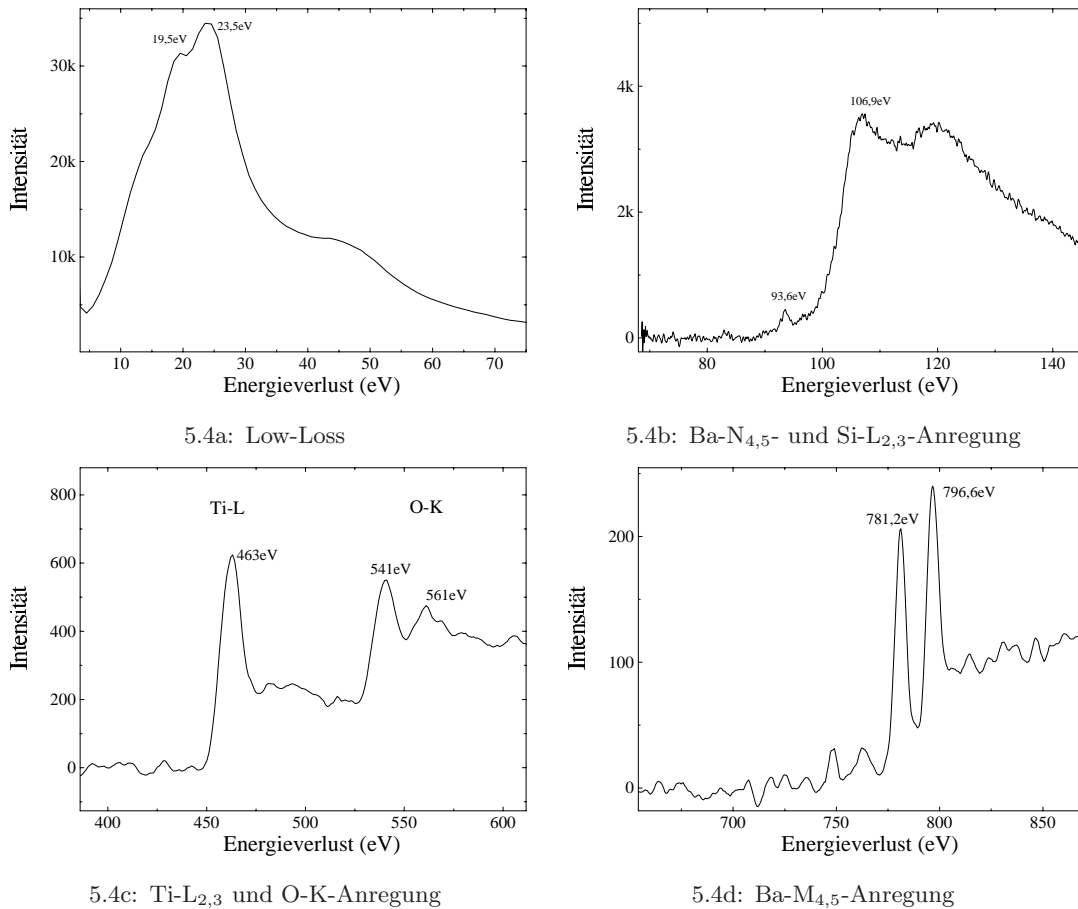 19,5eV
23,5eV
30k
20k
10k
Intensität
10 20 30 40 50 60 70
Energieverlust (eV)
5.4a: Low-Loss
106,9eV
93,6eV
4k
2k
0
Intensität
80 100 120 140
Energieverlust (eV)
5.4b: Ba-N4,5- und Si-L2,3-Anregung
Ti-L
O-K
463eV
541eV
561eV
800
600
400
200
0
Intensität
400 450 500 550 600
Energieverlust (eV)
5.4c: Ti-L2,3 und O-K-Anregung
796,6eV
781,2eV
200
100
0
Intensität
700 750 800 850
Energieverlust (eV)
5.4d: Ba-M4,5-Anregung